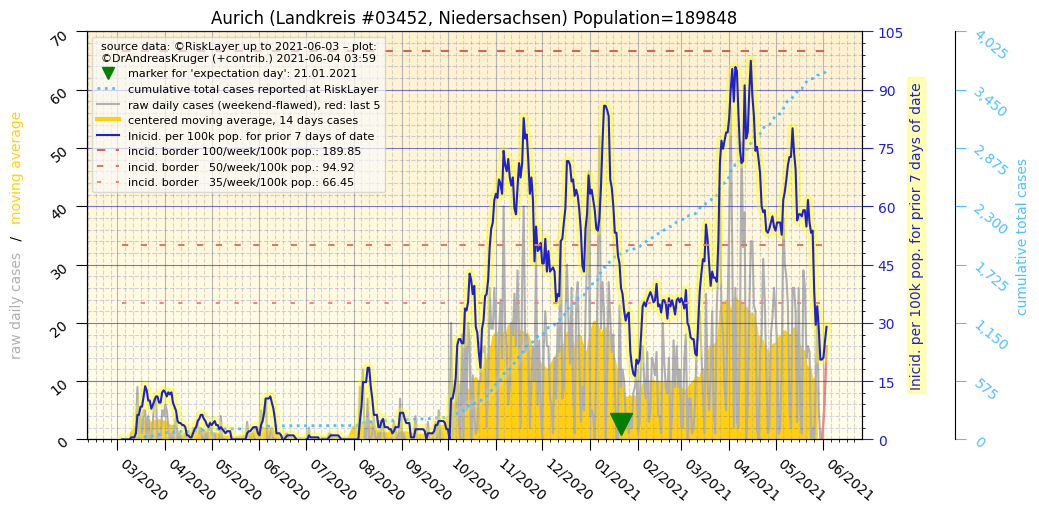 Aurich (Landkreis #03452, Niedersachsen) Population=189848
source data: ©RiskLayer up to 2021-06-03 – plot:
©DrAndreasKruger (+contrib.) 2021-06-04 03:59
marker for 'expectation day': 21.01.2021
cumulative total cases reported at RiskLayer
raw daily cases (weekend-flawed), red: last 5
centered moving average, 14 days cases
Inicid. per 100k pop. for prior 7 days of date
incid. border 100/week/100k pop.: 189.85
incid. border 50/week/100k pop.: 94.92
incid. border 35/week/100k pop.: 66.45
raw daily cases / moving average
70
60
50
40
30
20
10
0
105
90
75
60
45
30
15
0
Inicid. per 100k pop. for prior 7 days of date
4,025
3,450
2,875
2,300
1,725
1,150
575
0
cumulative total cases
03/2020
04/2020
05/2020
06/2020
07/2020
08/2020
09/2020
10/2020
11/2020
12/2020
01/2021
02/2021
03/2021
04/2021
05/2021
06/2021